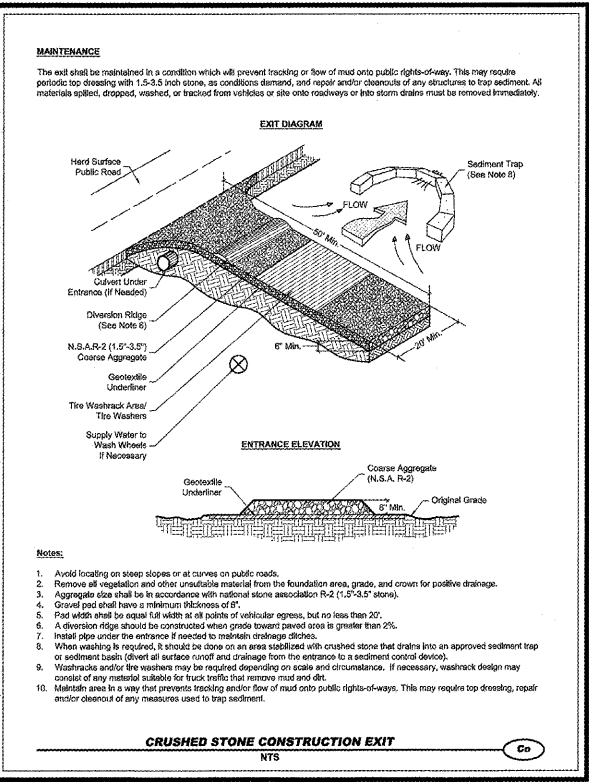 MAINTENANCE
The exit shall be maintained in a condition which will prevent tracking or flow of mud onto public rights-of-way. This may require
periodic top dressing with 1.5-3.5 inch stone, as conditions demand, and repair and/or cleanouts of any structures to trap sediment. All
materials spilled, dropped, washed, or tracked from vehicles or site onto roadways or into storm drains must be removed immediately.
EXIT DIAGRAM
Hard Surface
Public Road
Sediment Trap
(See Note 8)
FLOW
FLOW
50' Min.
Culvert Under
Entrance (if Needed)
Diversion Ridge
(See Note 6)
N.S.A.R-2 (1.5"-3.5")
Coarse Aggregate
6" Min.
20' Min.
Geotextile
Underliner
Tire Washrack Area/
Tire Washers
Supply Water to
Wash Wheels
If Necessary
ENTRANCE ELEVATION
Geotextile
Underliner
Coarse Aggregate
(N.S.A. R-2)
6" Min.
Original Grade
Notes:
1. Avoid locating on steep slopes or at curves on public roads.
2. Remove all vegetation and other unsuitable material from the foundation area, grade, and crown for positive drainage.
3. Aggregate size shall be in accordance with national stone association R-2 (1.5"-3.5" stone).
4. Gravel pad shall have a minimum thickness of 6".
5. Pad width shall be equal full width at all points of vehicular egress, but no less than 20'.
6. A diversion ridge should be constructed when grade toward paved area is greater than 2%.
7. Install pipe under the entrance if needed to maintain drainage ditches.
8. When washing is required, it should be done on an area stabilized with crushed stone that drains into an approved sediment trap
or sediment basin (divert all surface runoff and drainage from the entrance to a sediment control device).
9. Washracks and/or tire washers may be required depending on scale and circumstance. If necessary, washrack design may
consist of any material suitable for truck traffic that remove mud and dirt.
10. Maintain area in a way that prevents tracking and/or flow of mud onto public rights-of-ways. This may require top dressing, repair
and/or cleanout of any measures used to trap sediment.
CRUSHED STONE CONSTRUCTION EXIT
NTS
Co